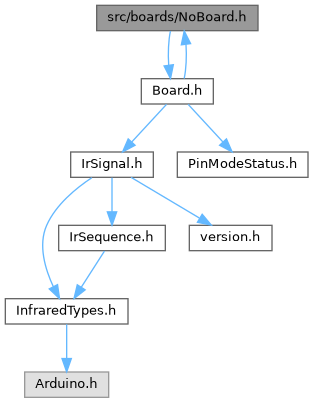 src/boards/NoBoard.h
Board.h
IrSignal.h
PinModeStatus.h
IrSequence.h
version.h
InfraredTypes.h
Arduino.h